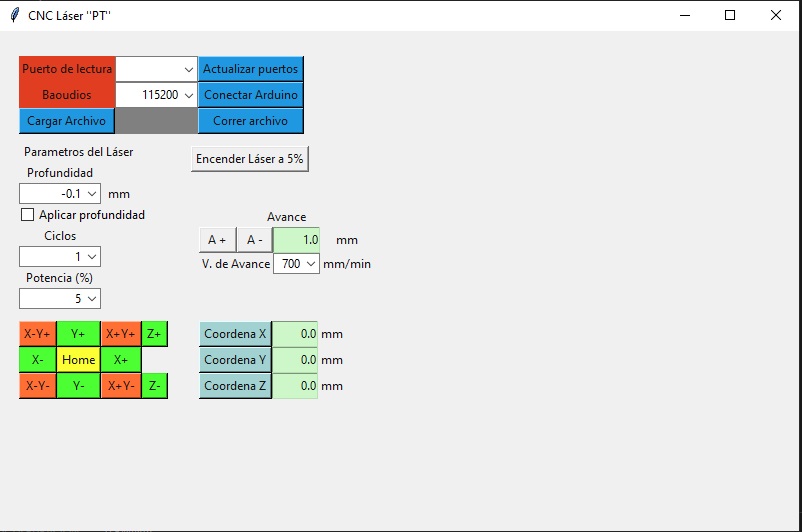 CNC Láser "PT"
Puerto de lectura Actualizar puertos
Baoudios 115200 Conectar Arduino
Cargar Archivo Correr archivo
Parametros del Láser Encender Láser a 5%
Profundidad
-0.1 mm
Aplicar profundidad Avance
Ciclos A + A - 1.0 mm
1 V. de Avance 700 mm/min
Potencia (%)
5
X-Y+ Y+ X+Y+ Z+ Coordena X 0.0 mm
X- Home X+ Coordena Y 0.0 mm
X-Y- Y- X+Y- Z- Coordena Z 0.0 mm